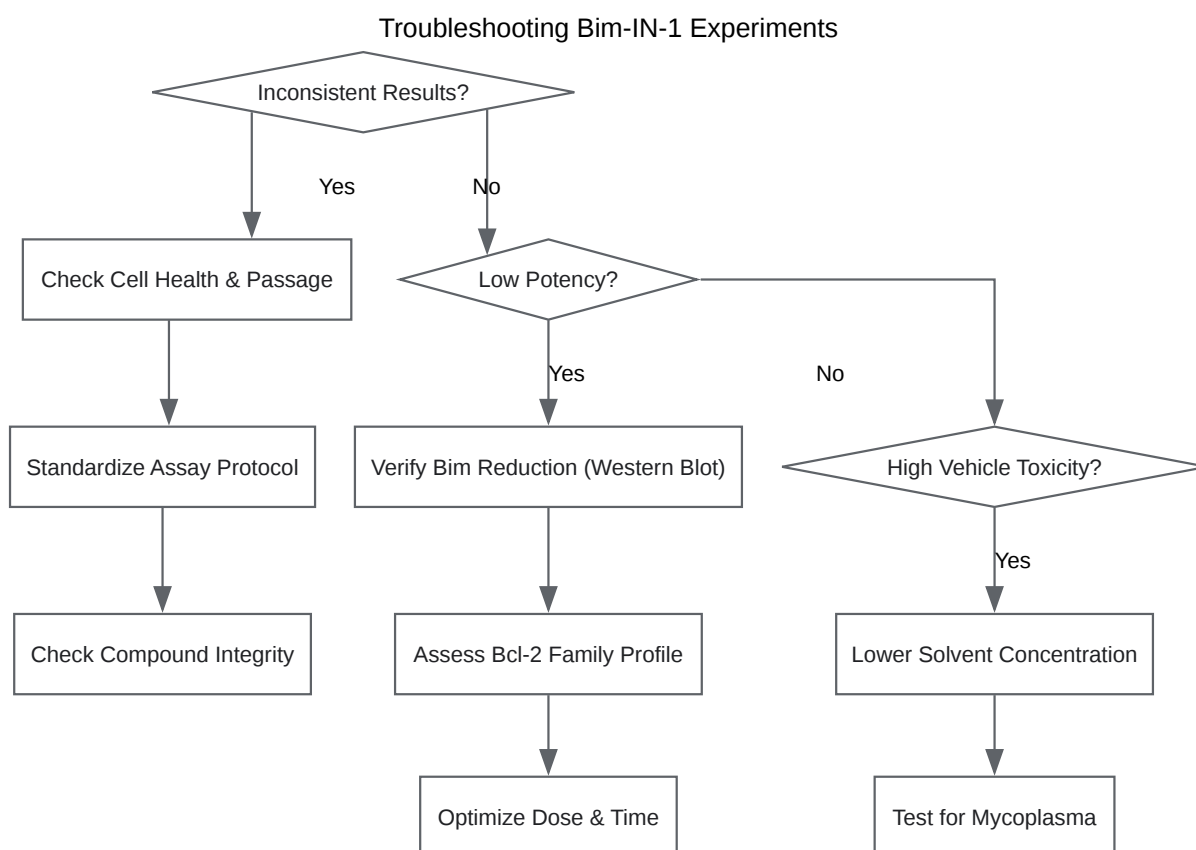 Troubleshooting Bim-IN-1 Experiments
Inconsistent Results?
Yes
No
Check Cell Health & Passage
Low Potency?
Yes
No
Standardize Assay Protocol
Verify Bim Reduction (Western Blot)
High Vehicle Toxicity?
Yes
Check Compound Integrity
Assess Bcl-2 Family Profile
Lower Solvent Concentration
Optimize Dose & Time
Test for Mycoplasma